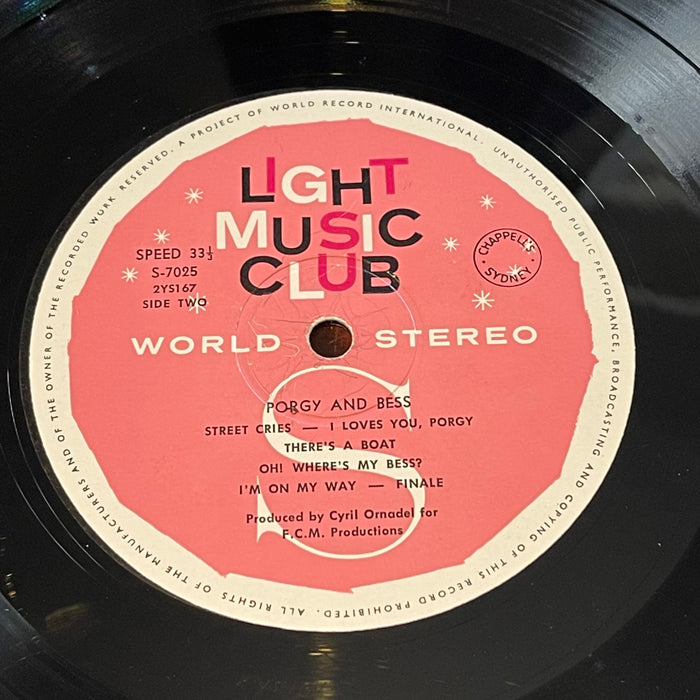 ALL RIGHTS OF THE MANUFACTURERS AND OF THE OWNER OF THE RECORDED WORK RESERVED. A PROJECT OF WORLD RECORD INTERNATIONAL. UNAUTHORISED PUBLIC PERFORMANCE, BROADCASTING AND COPYING OF THIS RECORD PROHIBITED.
LIGHT
MUSIC
CLUB
SPEED 33⅓
S-7025
2YS167
SIDE TWO
CHAPPELL'S
SYDNEY
WORLD STEREO
S
PORGY AND BESS
STREET CRIES — I LOVES YOU, PORGY
THERE'S A BOAT
OH! WHERE'S MY BESS?
I'M ON MY WAY — FINALE
Produced by Cyril Ornadel for
F.C.M. Productions